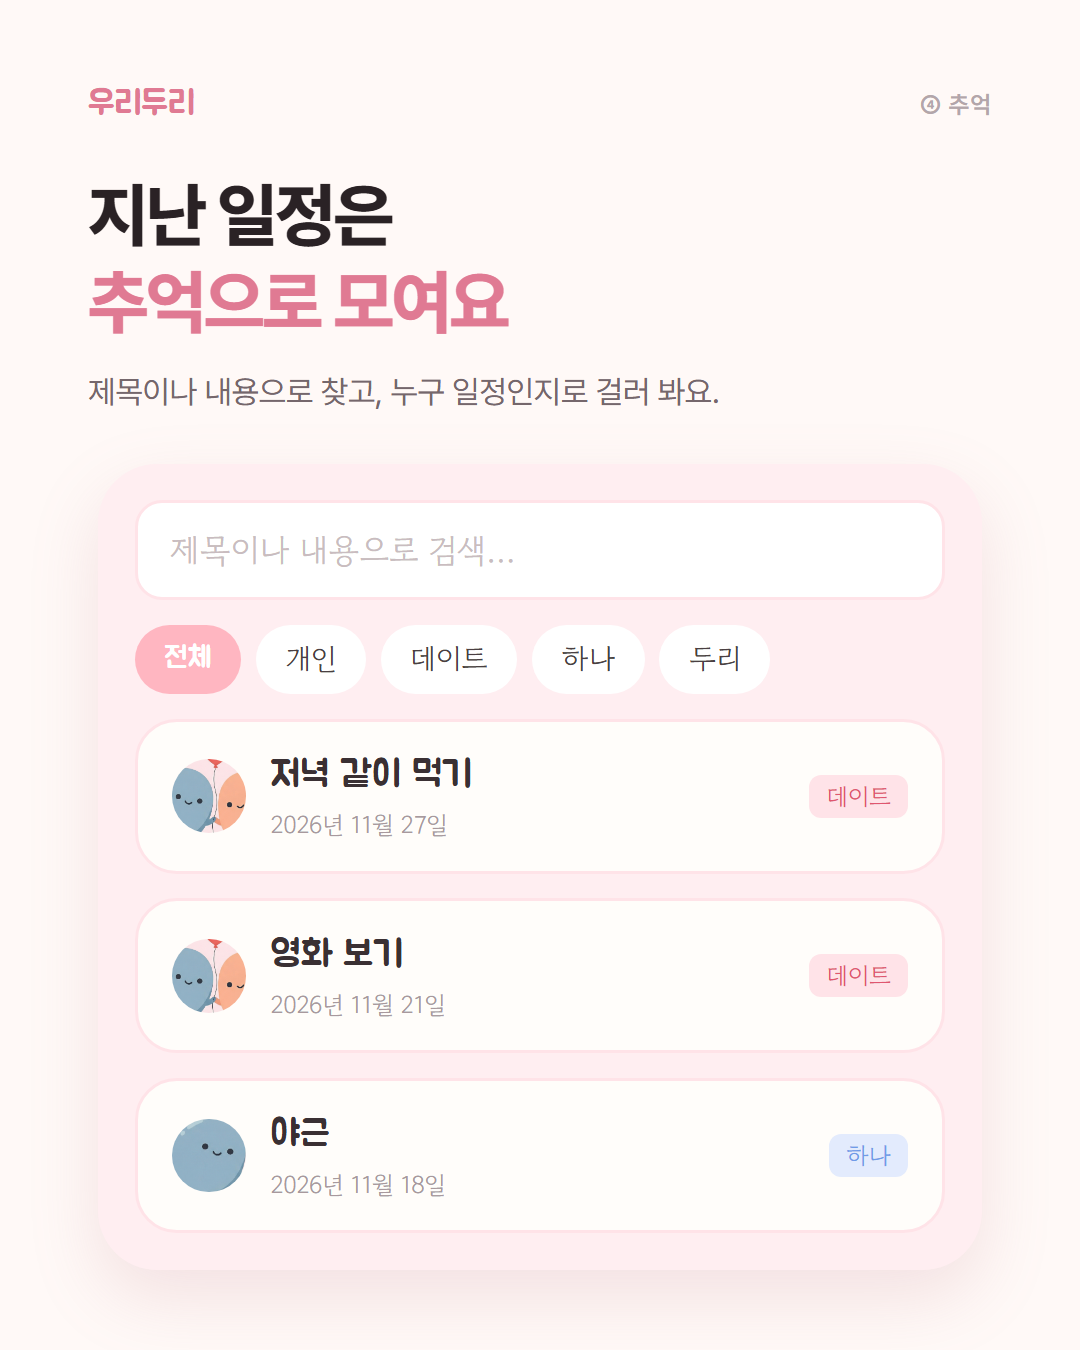 우리두리
④ 추억
지난 일정은
추억으로 모여요
제목이나 내용으로 찾고, 누구 일정인지로 걸러 봐요.
제목이나 내용으로 검색...
전체 개인 데이트 하나 두리
저녁 같이 먹기
2026년 11월 27일
데이트
영화 보기
2026년 11월 21일
데이트
야근
2026년 11월 18일
하나